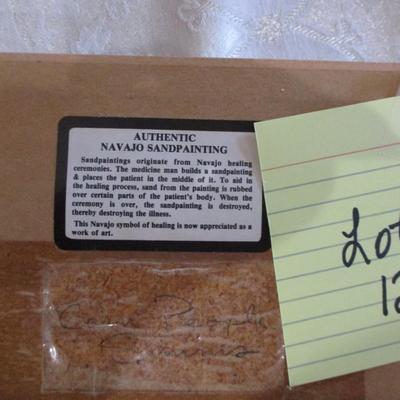 AUTHENTIC
NAVAJO SANDPAINTING
Sandpaintings originate from Navajo healing
ceremonies. The medicine man builds a sandpainting
& places the patient in the middle of it. To aid in
the healing process, sand from the painting is rubbed
over certain parts of the patient's body. When the
ceremony is over, the sandpainting is destroyed,
thereby destroying the illness.
This Navajo symbol of healing is now appreciated as a
work of art.
Lot
12
People